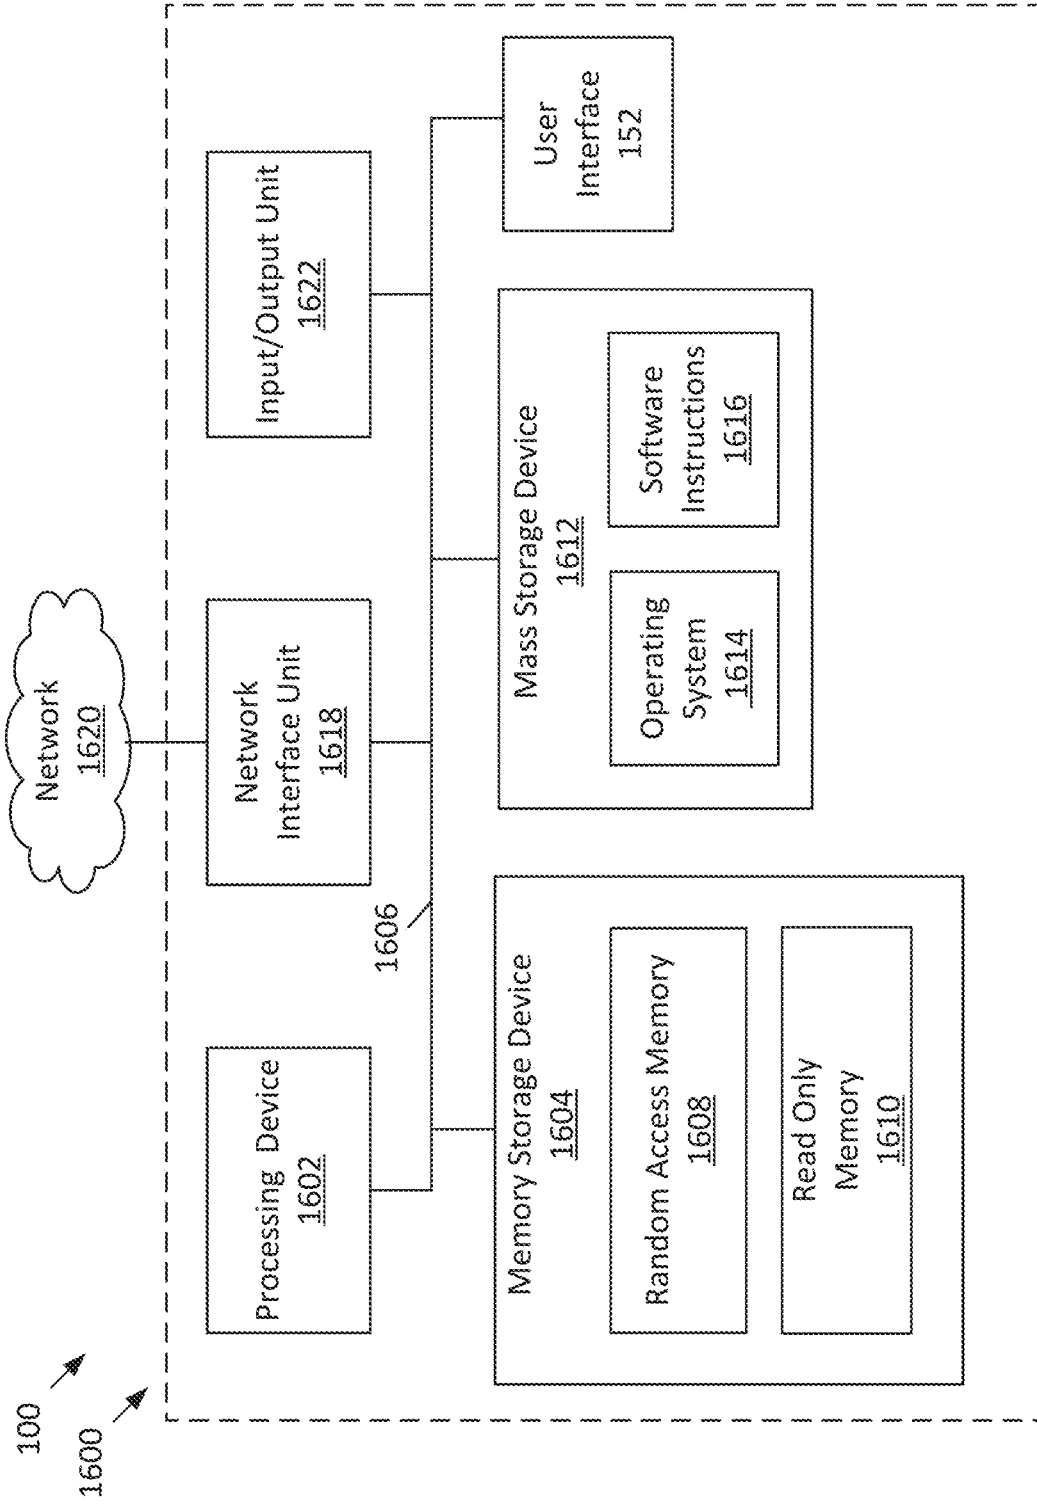 100
1600
Network
1620
Processing Device
1602
Network
Interface Unit
1618
Input/Output Unit
1622
1606
Memory Storage Device
1604
Random Access Memory
1608
Read Only
Memory
1610
Mass Storage Device
1612
Operating
System
1614
Software
Instructions
1616
User
Interface
152